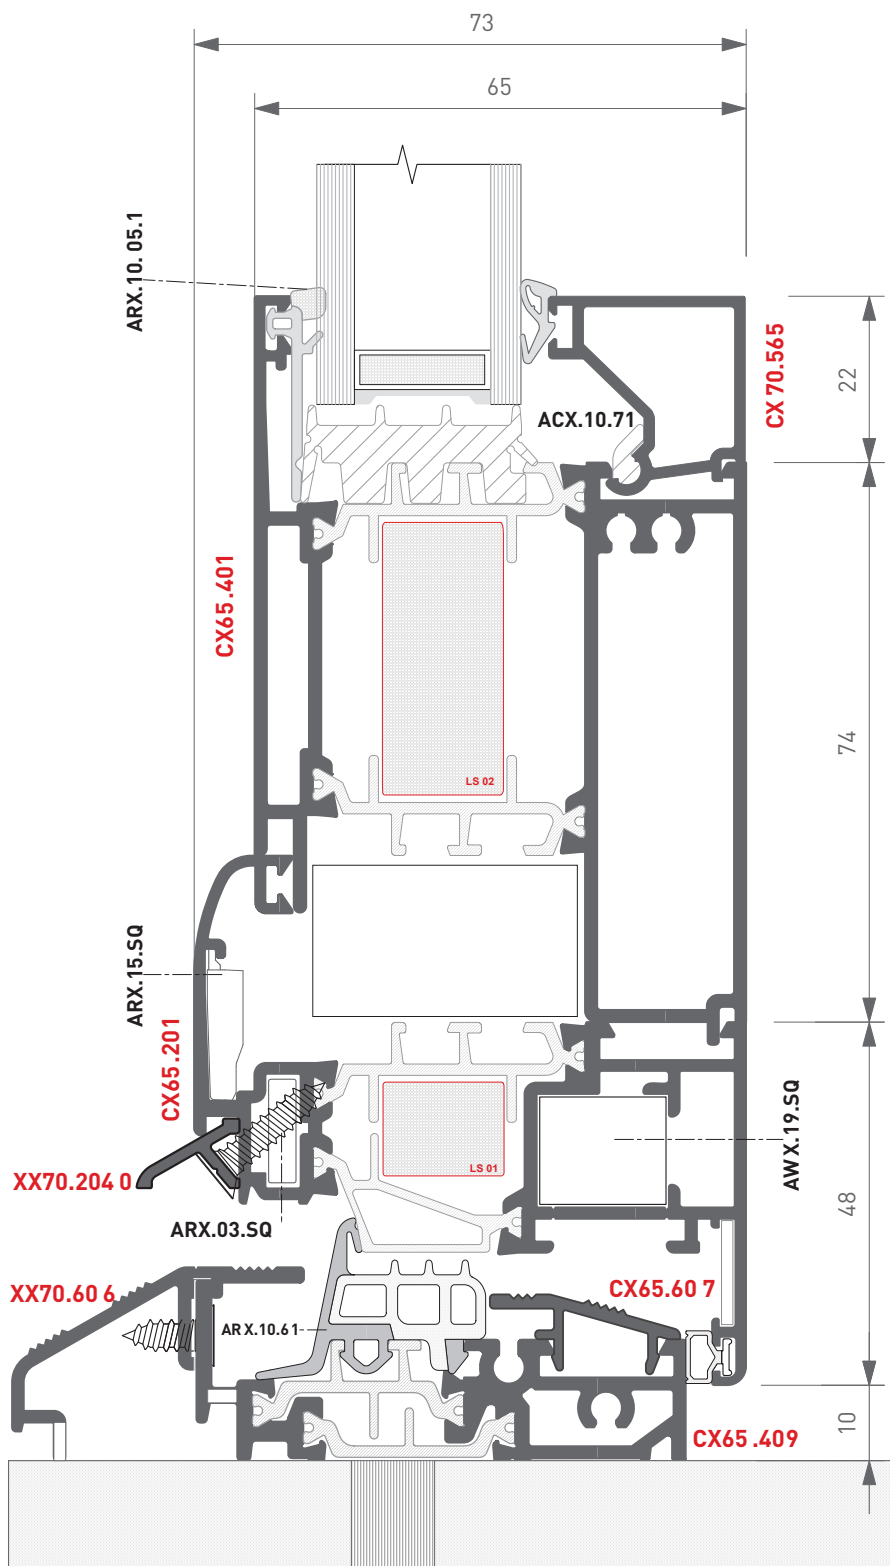 73
65
ARX.10. 05.1
CX 70.565
22
ACX.10.71
CX65.401
74
LS 02
ARX.15.SQ
CX65.201
AWX.19.SQ
LS 01
XX70.204 0
ARX.03.SQ
48
XX70.60 6
CX65.60 7
ARX.10.61
10
CX65.409